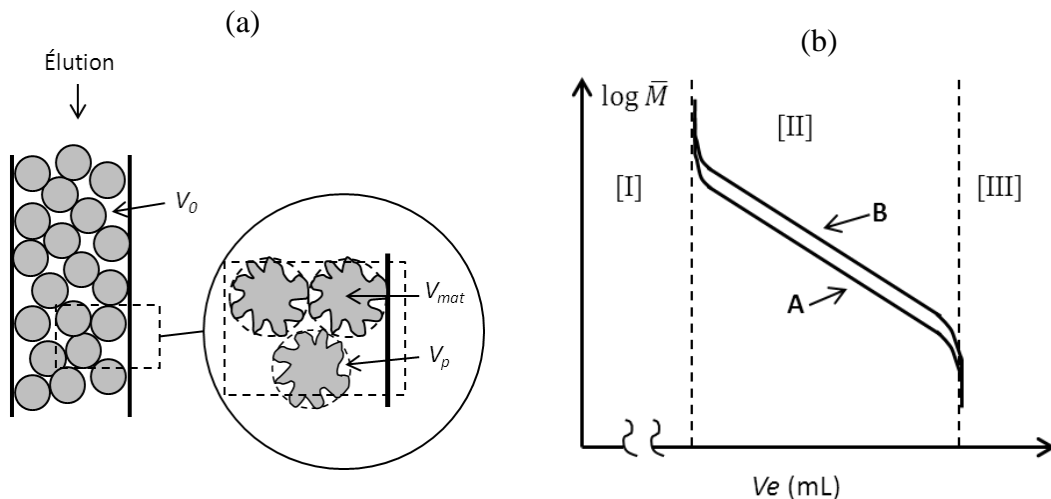 (a)
Élution
V0
Vmat
Vp
(b)
log M̅
[I]
[II]
[III]
B
A
Ve (mL)